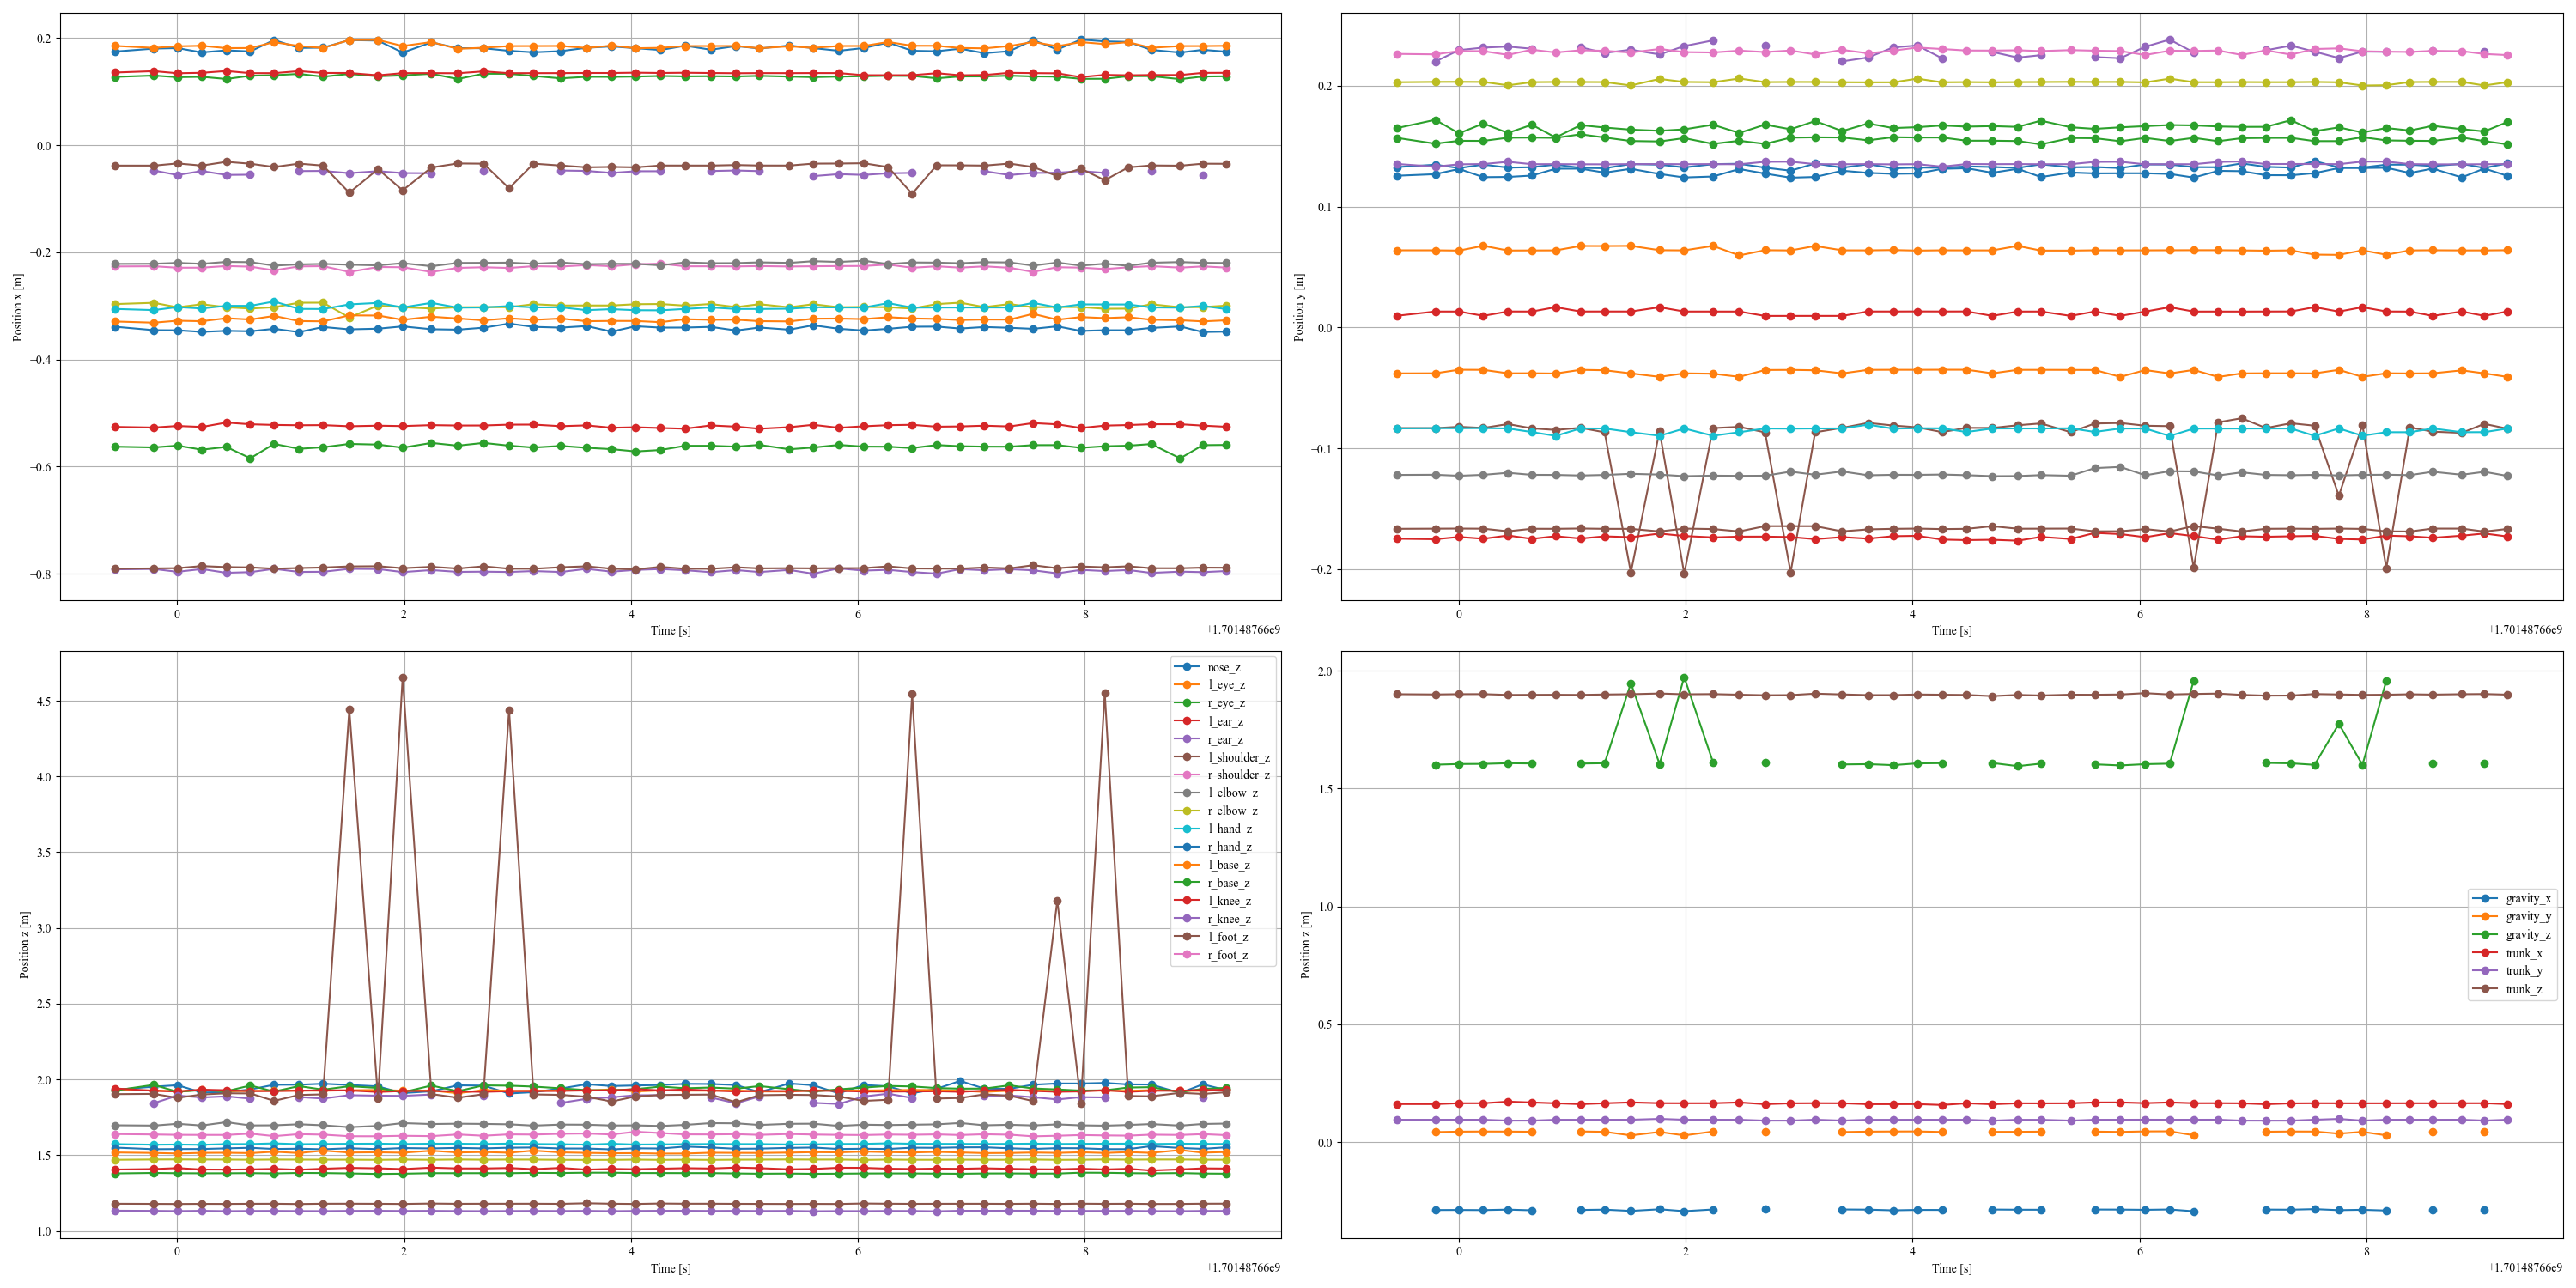 0.2
0.0
−0.2
−0.4
−0.6
−0.8
Position x [m]
0
2
4
6
8
Time [s]
+1.70148766e9
0.2
0.1
0.0
−0.1
−0.2
Position y [m]
0
2
4
6
8
Time [s]
+1.70148766e9
4.5
4.0
3.5
3.0
2.5
2.0
1.5
1.0
Position z [m]
nose_z
l_eye_z
r_eye_z
l_ear_z
r_ear_z
l_shoulder_z
r_shoulder_z
l_elbow_z
r_elbow_z
l_hand_z
r_hand_z
l_base_z
r_base_z
l_knee_z
r_knee_z
l_foot_z
r_foot_z
0
2
4
6
8
Time [s]
+1.70148766e9
2.0
1.5
1.0
0.5
0.0
Position z [m]
gravity_x
gravity_y
gravity_z
trunk_x
trunk_y
trunk_z
0
2
4
6
8
Time [s]
+1.70148766e9